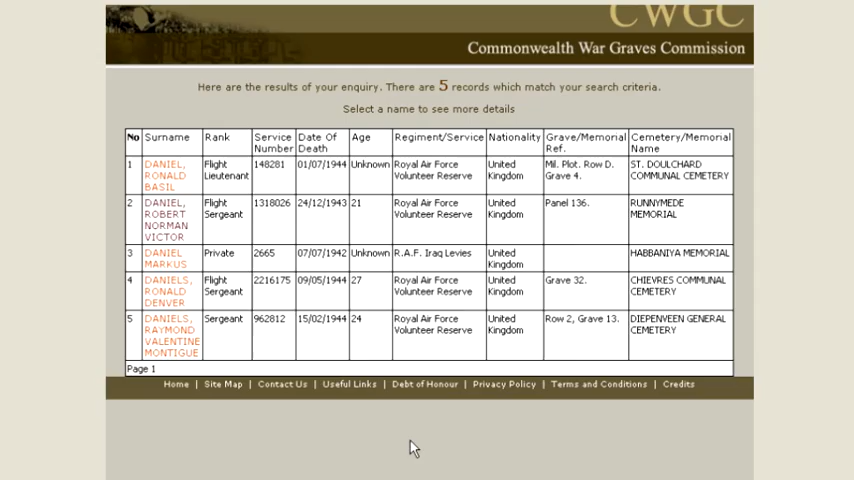 CWGC
Commonwealth War Graves Commission
Here are the results of your enquiry. There are 5 records which match your search criteria.
Select a name to see more details
No Surname Rank Service Number Date Of Death Age Regiment/Service Nationality Grave/Memorial Ref. Cemetery/Memorial Name
1 DANIEL, RONALD BASIL Flight Lieutenant 148281 01/07/1944 Unknown Royal Air Force Volunteer Reserve United Kingdom Mil. Plot. Row D. Grave 4. ST. DOULCHARD COMMUNAL CEMETERY
2 DANIEL, ROBERT NORMAN VICTOR Flight Sergeant 1318026 24/12/1943 21 Royal Air Force Volunteer Reserve United Kingdom Panel 136. RUNNYMEDE MEMORIAL
3 DANIEL MARKUS Private 2665 07/07/1942 Unknown R.A.F. Iraq Levies United Kingdom HABBANIYA MEMORIAL
4 DANIELS, RONALD DENVER Flight Sergeant 2216175 09/05/1944 27 Royal Air Force Volunteer Reserve United Kingdom Grave 32. CHIEVRES COMMUNAL CEMETERY
5 DANIELS, RAYMOND VALENTINE MONTIGUE Sergeant 962812 15/02/1944 24 Royal Air Force Volunteer Reserve United Kingdom Row 2, Grave 13. DIEPENVEEN GENERAL CEMETERY
Page 1
Home | Site Map | Contact Us | Useful Links | Debt of Honour | Privacy Policy | Terms and Conditions | Credits